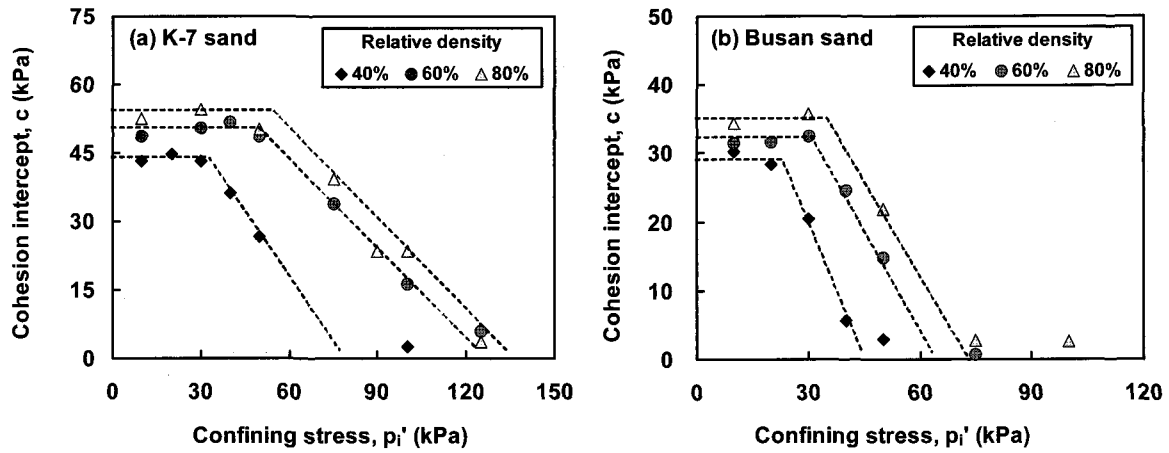 (a) K-7 sand
Relative density
40% 60% 80%
Cohesion intercept, c (kPa)
75
60
45
30
15
0
0 30 60 90 120 150
Confining stress, pi' (kPa)
(b) Busan sand
Relative density
40% 60% 80%
Cohesion intercept, c (kPa)
50
40
30
20
10
0
0 30 60 90 120
Confining stress, pi' (kPa)